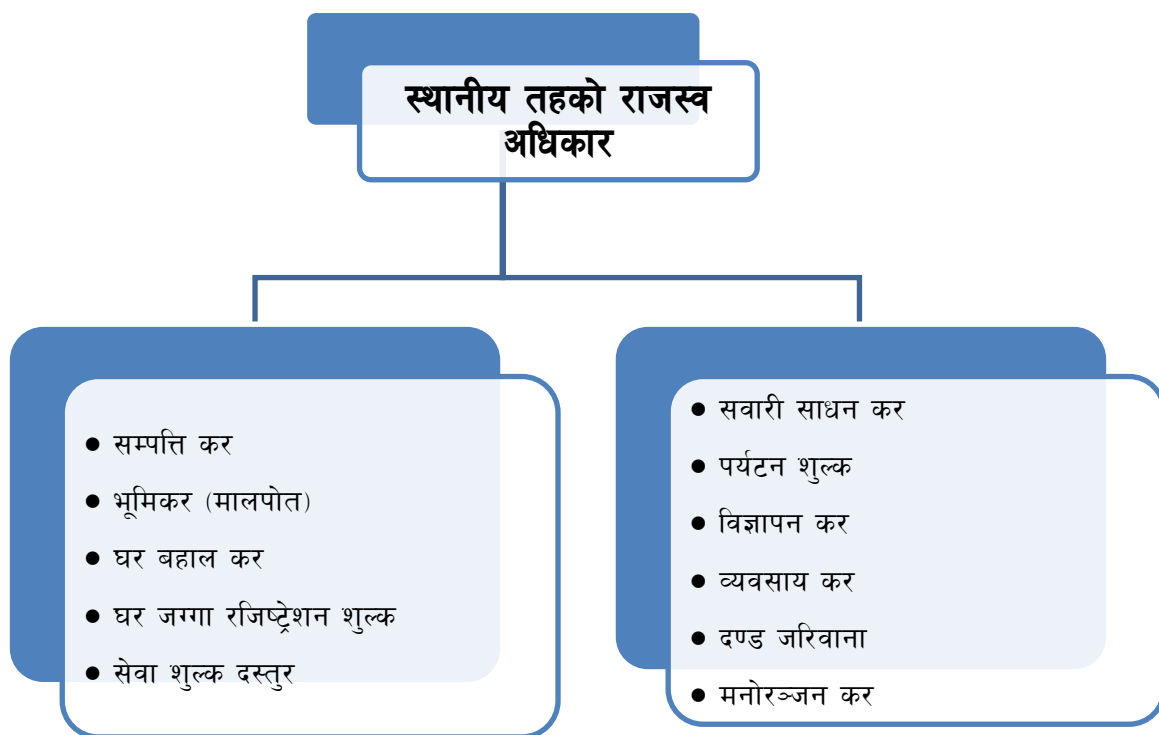 स्थानीय तहको राजस्व
अधिकार
● सम्पत्ति कर
● भूमिकर (मालपोत)
● घर बहाल कर
● घर जग्गा रजिष्ट्रेशन शुल्क
● सेवा शुल्क दस्तुर
● सवारी साधन कर
● पर्यटन शुल्क
● विज्ञापन कर
● व्यवसाय कर
● दण्ड जरिवाना
● मनोरञ्जन कर